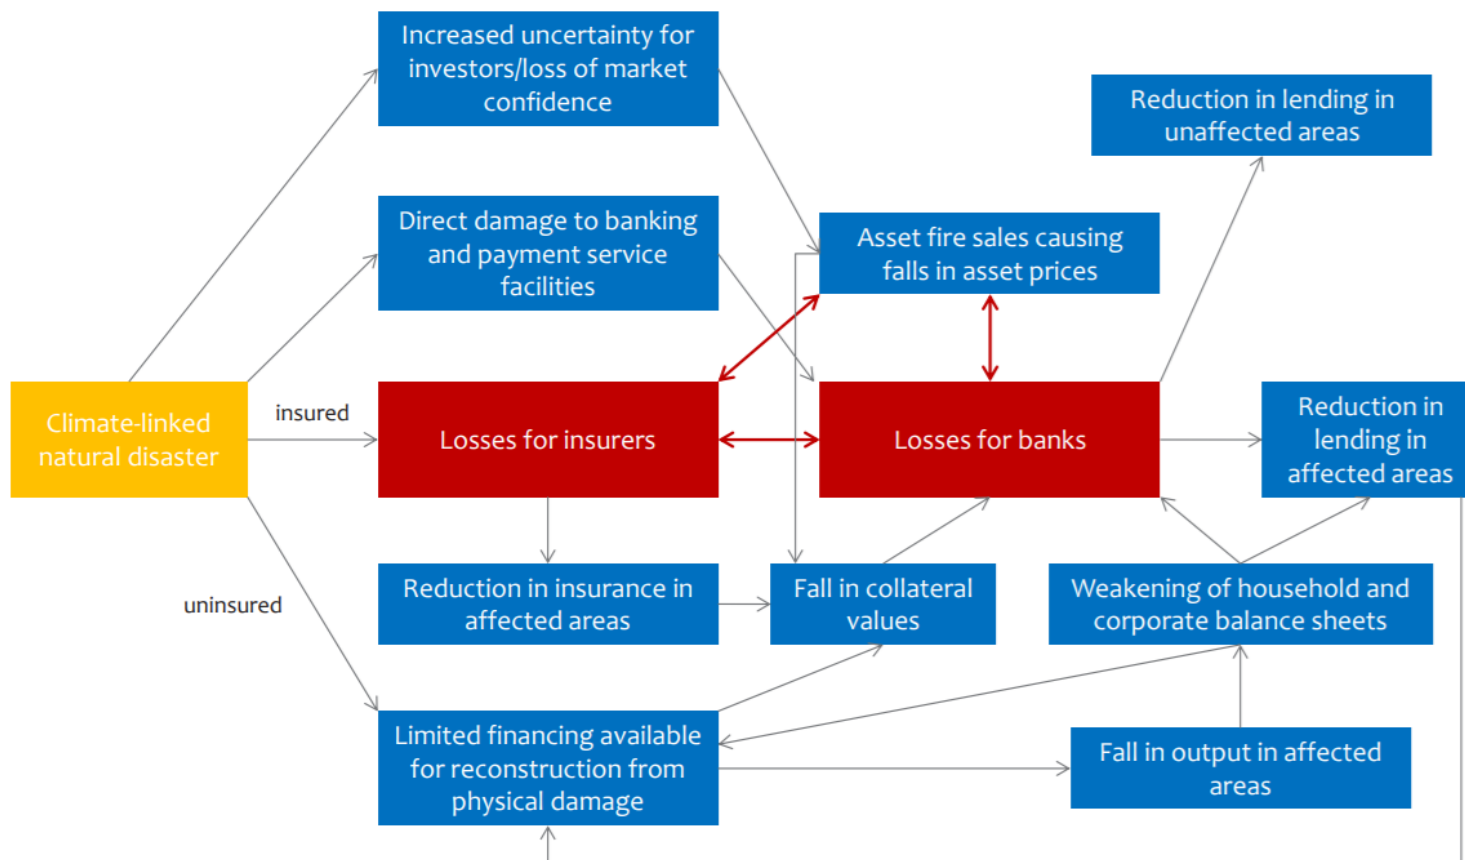 Increased uncertainty for
investors/loss of market
confidence
Reduction in lending in
unaffected areas
Direct damage to banking
and payment service
facilities
Asset fire sales causing
falls in asset prices
Climate-linked
natural disaster
insured
Losses for insurers
Losses for banks
Reduction in
lending in
affected areas
uninsured
Reduction in insurance in
affected areas
Fall in collateral
values
Weakening of household and
corporate balance sheets
Limited financing available
for reconstruction from
physical damage
Fall in output in affected
areas